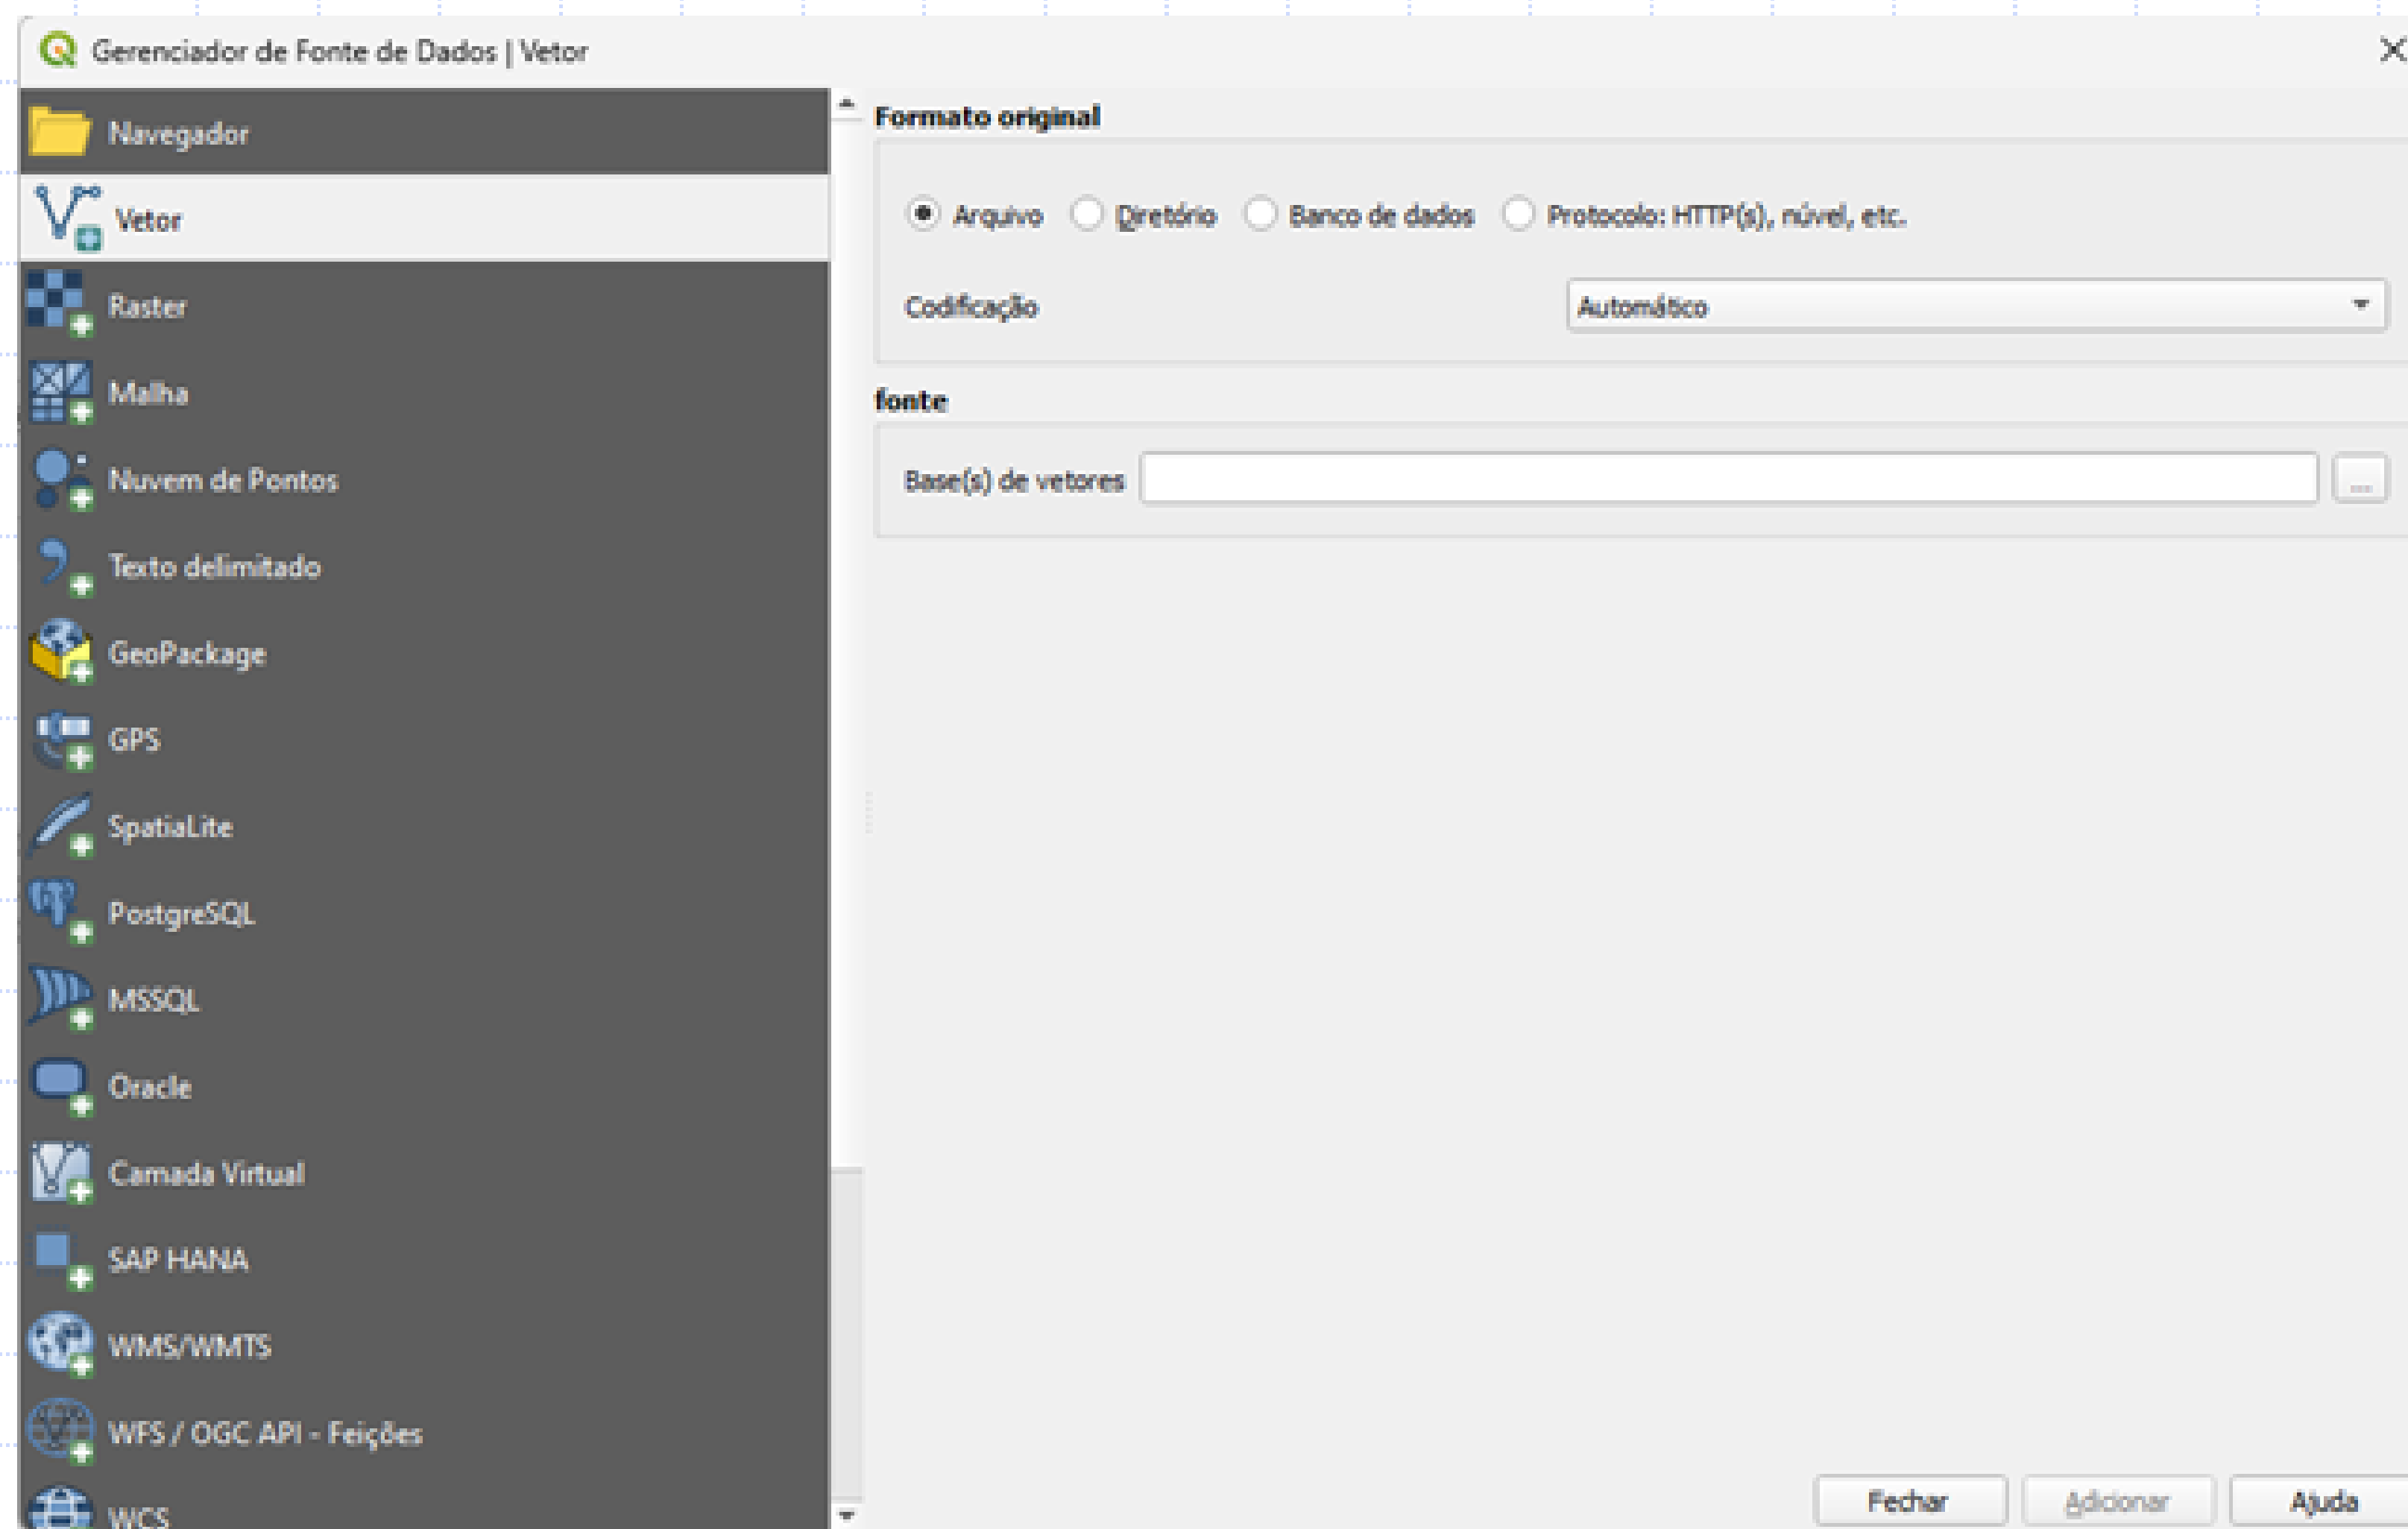 Gerenciador de Fonte de Dados | Vetor
Navegador
Vetor
Raster
Malha
Nuvem de Pontos
Texto delimitado
GeoPackage
GPS
SpatiaLite
PostgreSQL
MSSQL
Oracle
Camada Virtual
SAP HANA
WMS/WMTS
WFS / OGC API - Feições
WCS
Formato original
Arquivo Diretório Banco de dados Protocolo: HTTP(s), núvel, etc.
Codificação Automático
fonte
Base(s) de vetores ...
Fechar Adicionar Ajuda